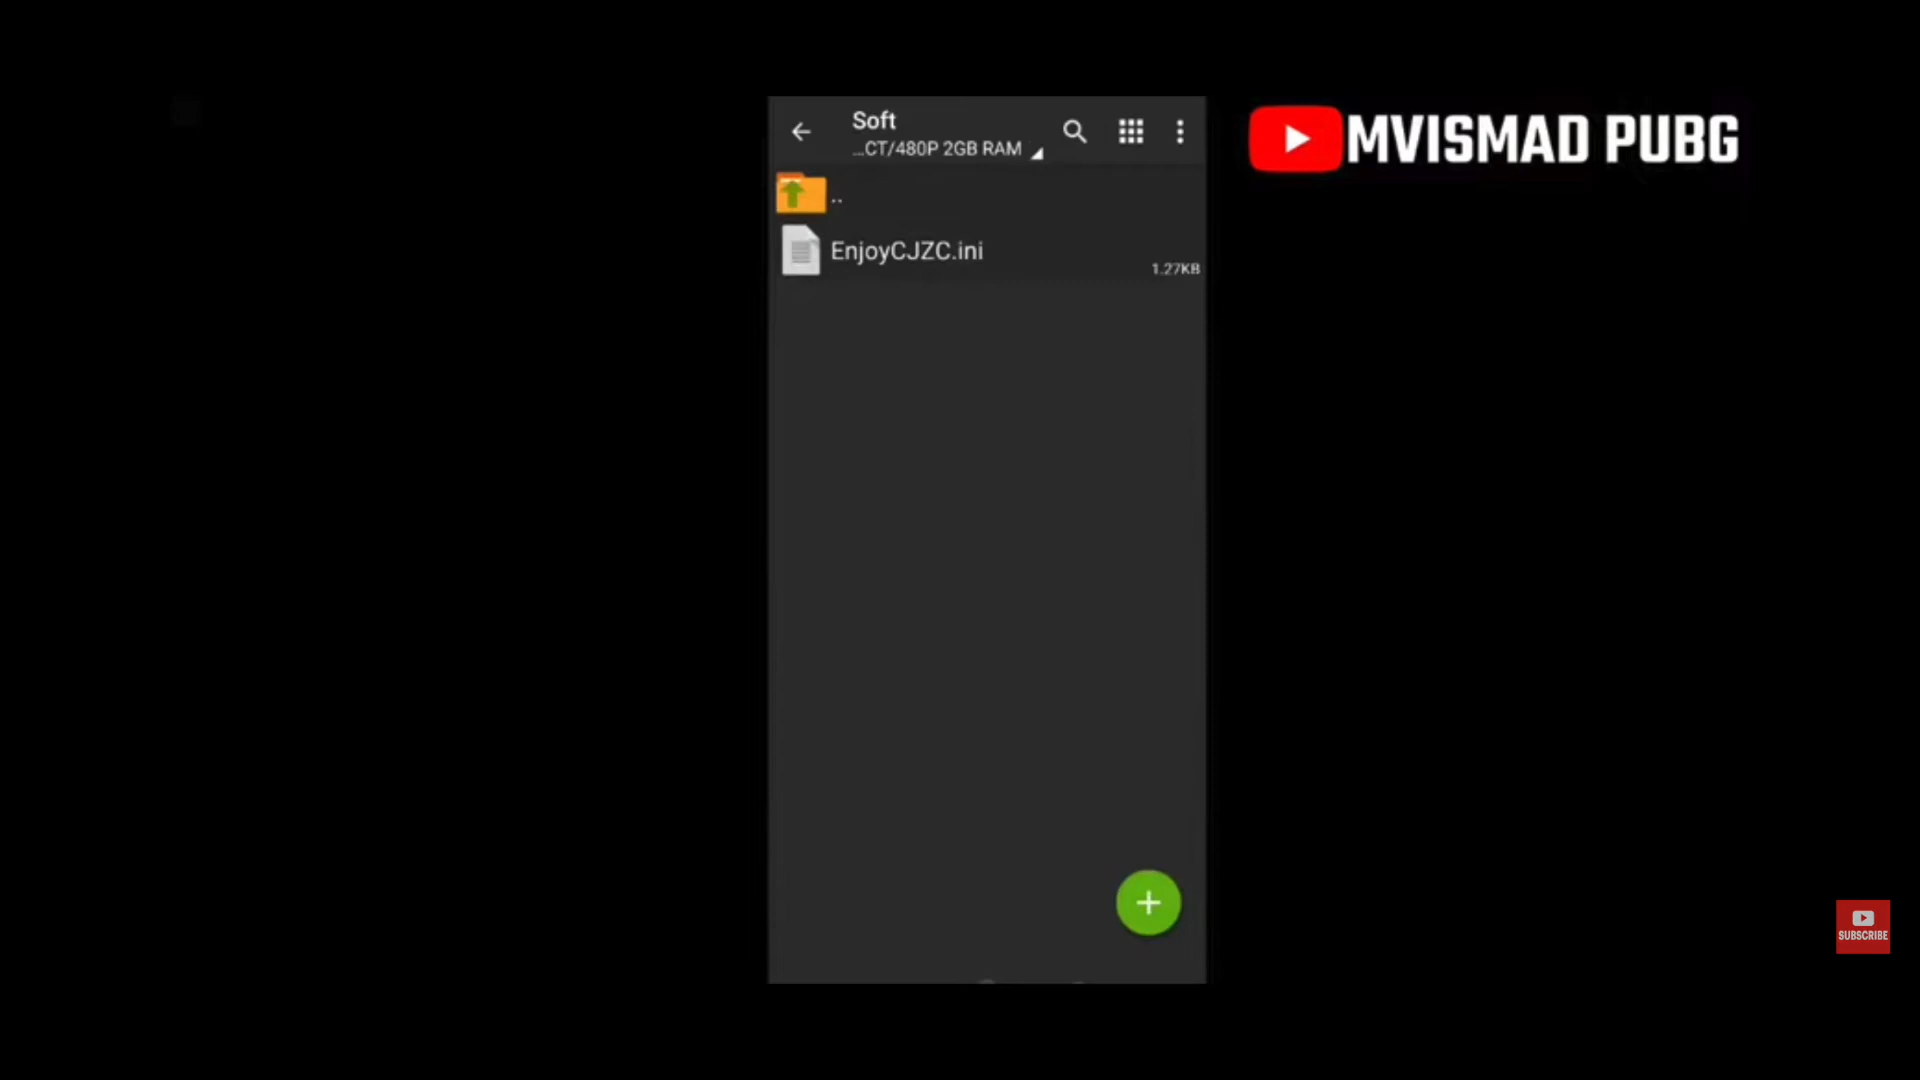 Soft
...CT/480P 2GB RAM
MVISMAD PUBG
..
EnjoyCJZC.ini
1.27KB
SUBSCRIBE